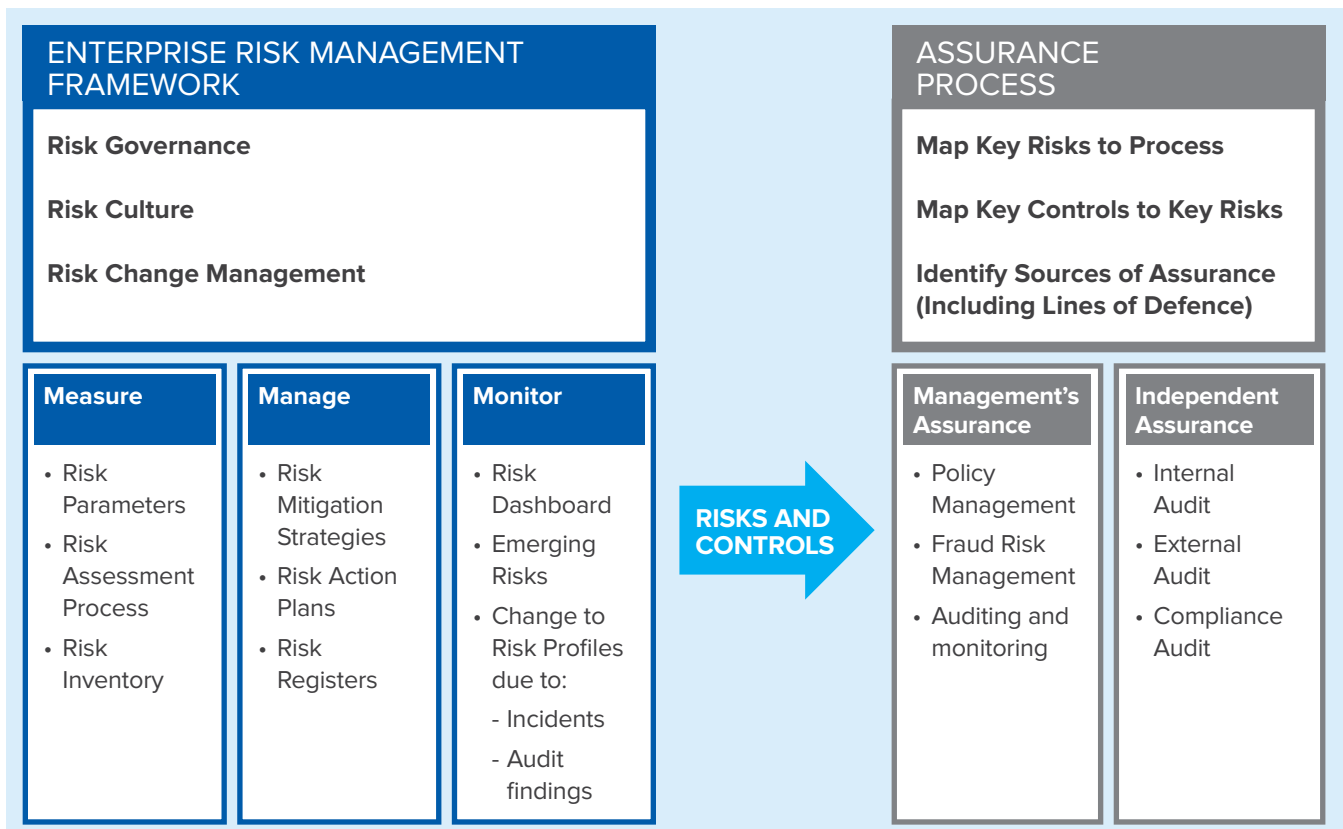 ENTERPRISE RISK MANAGEMENT
FRAMEWORK
Risk Governance
Risk Culture
Risk Change Management
Measure
• Risk
Parameters
• Risk
Assessment
Process
• Risk
Inventory
Manage
• Risk
Mitigation
Strategies
• Risk Action
Plans
• Risk
Registers
Monitor
• Risk
Dashboard
• Emerging
Risks
• Change to
Risk Profiles
due to:
- Incidents
- Audit
findings
RISKS AND
CONTROLS
ASSURANCE
PROCESS
Map Key Risks to Process
Map Key Controls to Key Risks
Identify Sources of Assurance
(Including Lines of Defence)
Management's
Assurance
• Policy
Management
• Fraud Risk
Management
• Auditing and
monitoring
Independent
Assurance
• Internal
Audit
• External
Audit
• Compliance
Audit